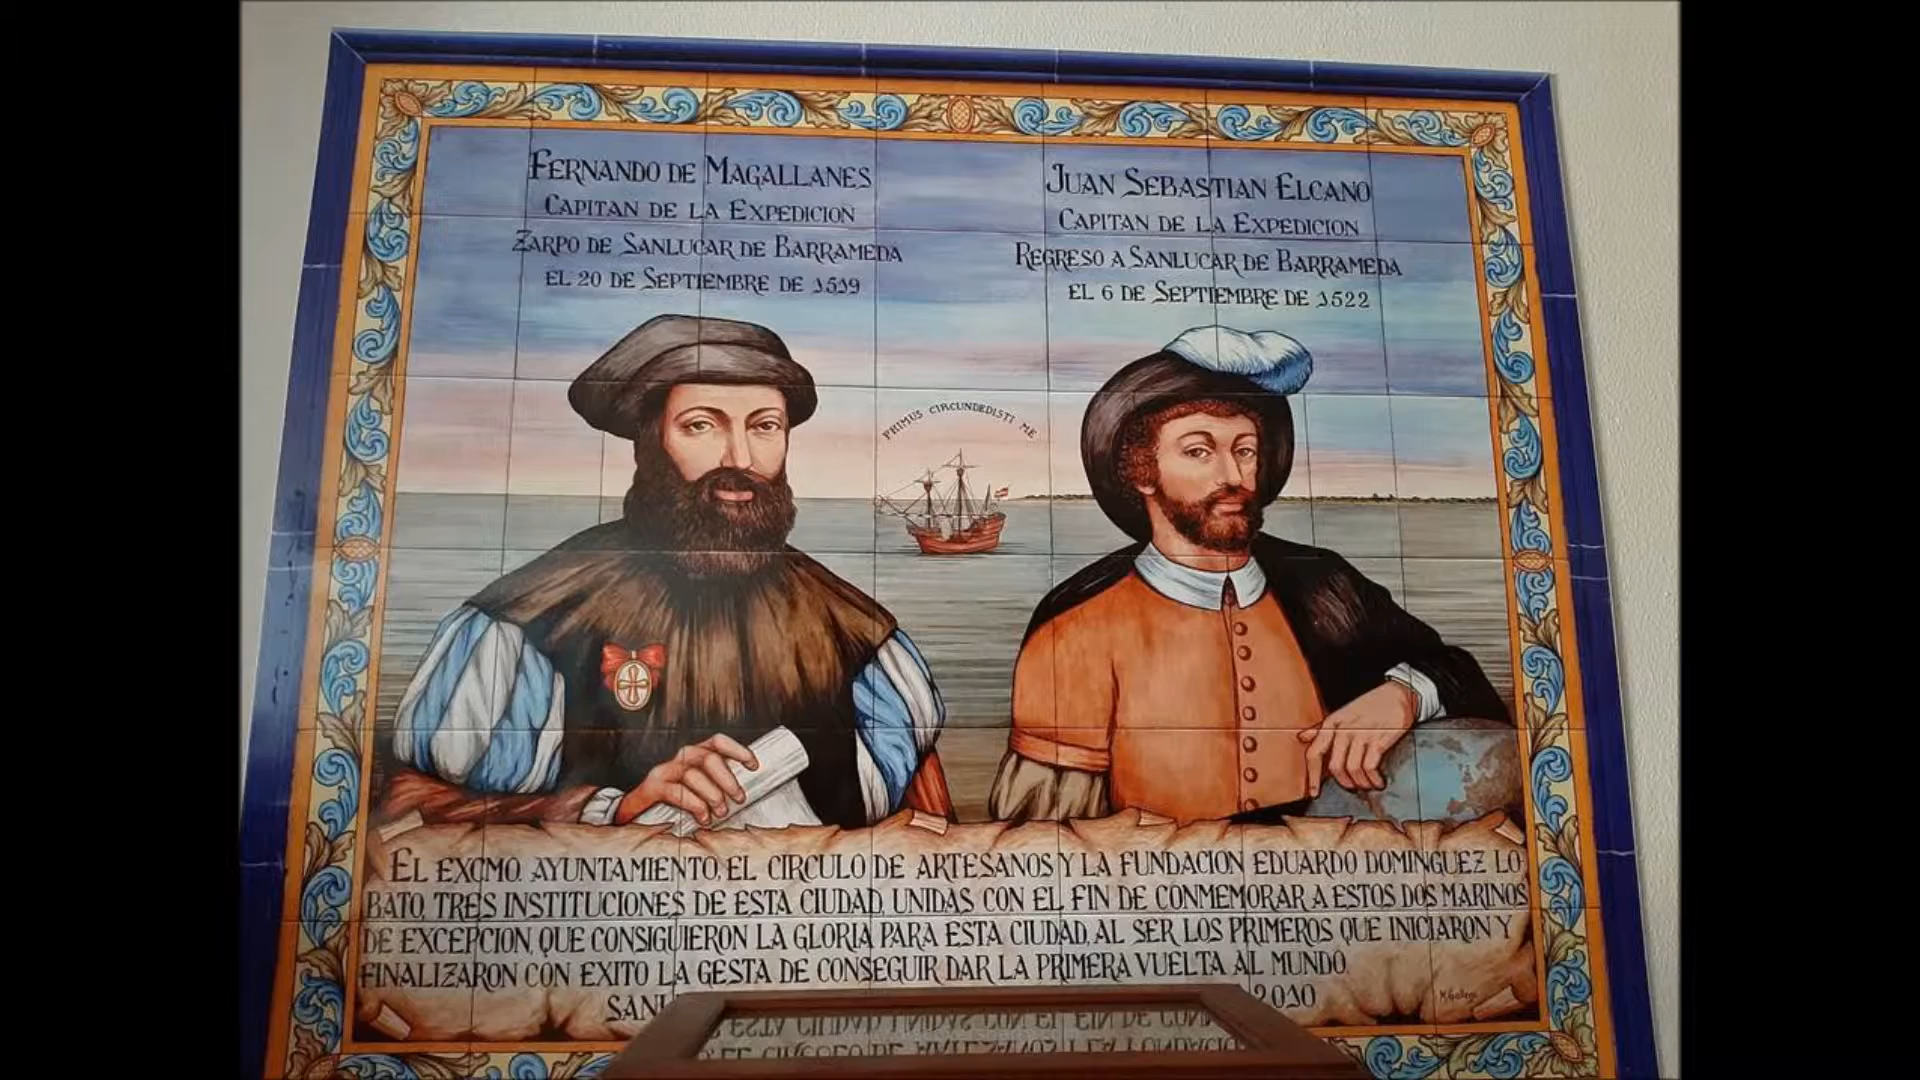 FERNANDO DE MAGALLANES
CAPITAN DE LA EXPEDICION
ZARPO DE SANLUCAR DE BARRAMEDA
EL 20 DE SEPTIEMBRE DE 1519
JUAN SEBASTIAN ELCANO
CAPITAN DE LA EXPEDICION
REGRESO A SANLUCAR DE BARRAMEDA
EL 6 DE SEPTIEMBRE DE 1522
PRIMUS CIRCUNDEDISTI ME
EL EXCMO. AYUNTAMIENTO, EL CIRCULO DE ARTESANOS Y LA FUNDACION EDUARDO DOMINGUEZ LO-
BATO, TRES INSTITUCIONES DE ESTA CIUDAD, UNIDAS CON EL FIN DE CONMEMORAR A ESTOS DOS MARINOS
DE EXCEPCION, QUE CONSIGUIERON LA GLORIA PARA ESTA CIUDAD, AL SER LOS PRIMEROS QUE INICIARON Y
FINALIZARON CON EXITO LA GESTA DE CONSEGUIR DAR LA PRIMERA VUELTA AL MUNDO.
2010